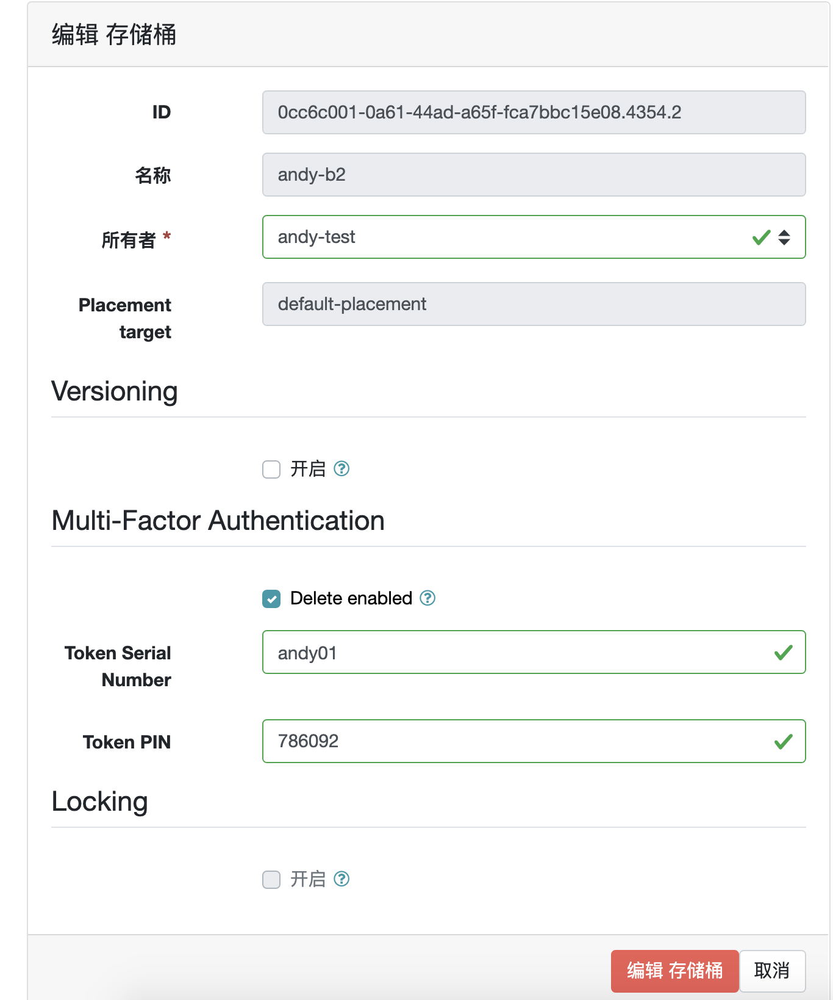 编辑 存储桶
ID
0cc6c001-0a61-44ad-a65f-fca7bbc15e08.4354.2
名称
andy-b2
所有者 *
andy-test
Placement
target
default-placement
Versioning
开启
Multi-Factor Authentication
Delete enabled
Token Serial
Number
andy01
Token PIN
786092
Locking
开启
编辑 存储桶
取消